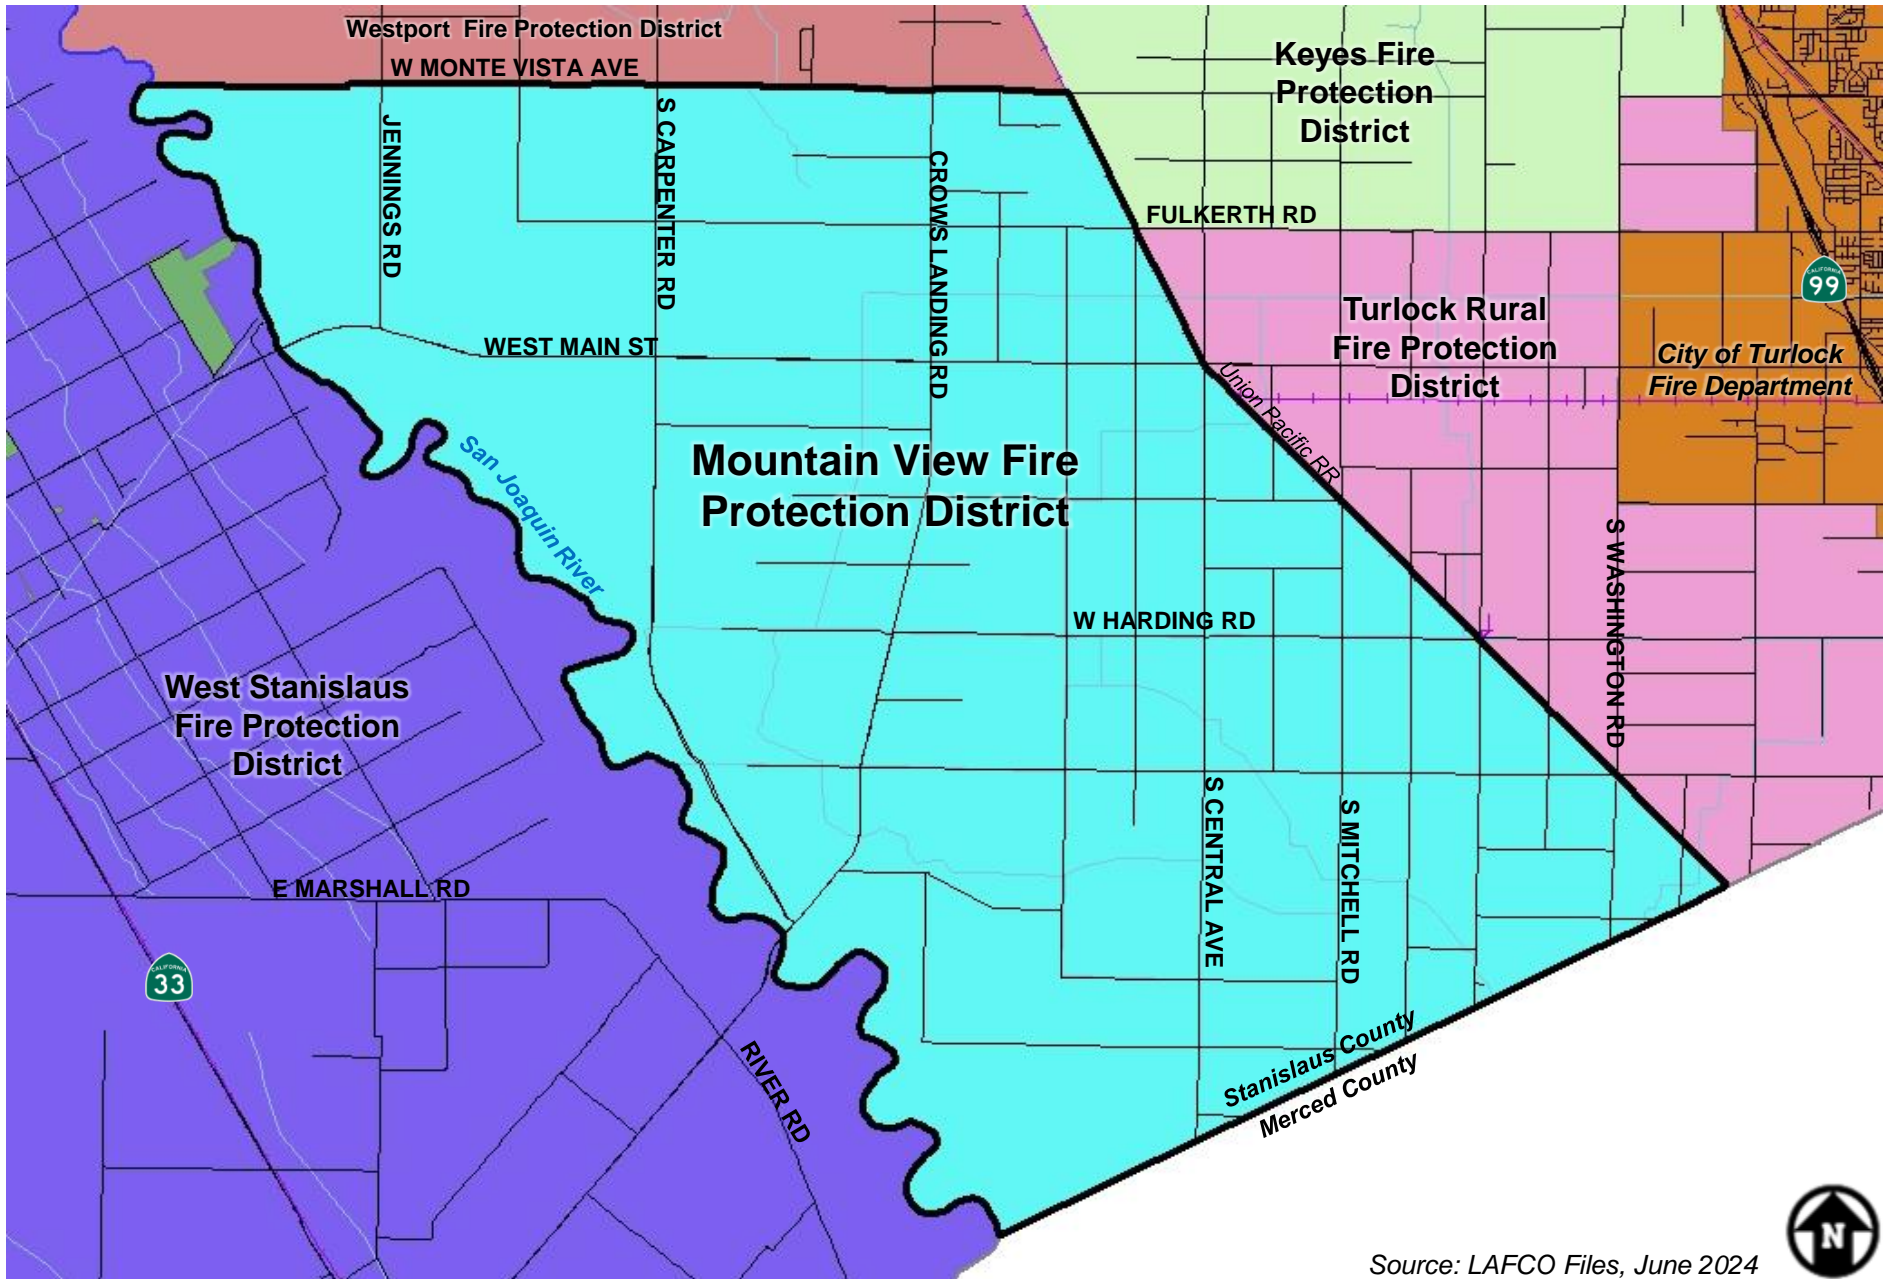 Westport Fire Protection District
W MONTE VISTA AVE
Keyes Fire
Protection
District
JENNINGS RD
S CARPENTER RD
CROWS LANDING RD
FULKERTH RD
CALIFORNIA
99
Turlock Rural
Fire Protection
District
City of Turlock
Fire Department
WEST MAIN ST
Union Pacific RR
San Joaquin River
Mountain View Fire
Protection District
S WASHINGTON RD
W HARDING RD
West Stanislaus
Fire Protection
District
S CENTRAL AVE
S MITCHELL RD
E MARSHALL RD
CALIFORNIA
33
RIVER RD
Stanislaus County
Merced County
N
Source: LAFCO Files, June 2024